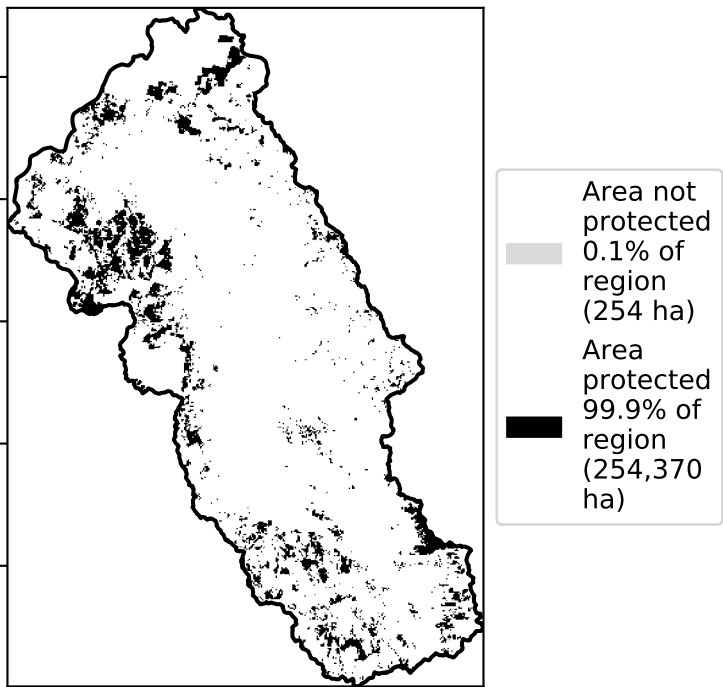 Area not
protected
0.1% of
region
(254 ha)
Area
protected
99.9% of
region
(254,370
ha)